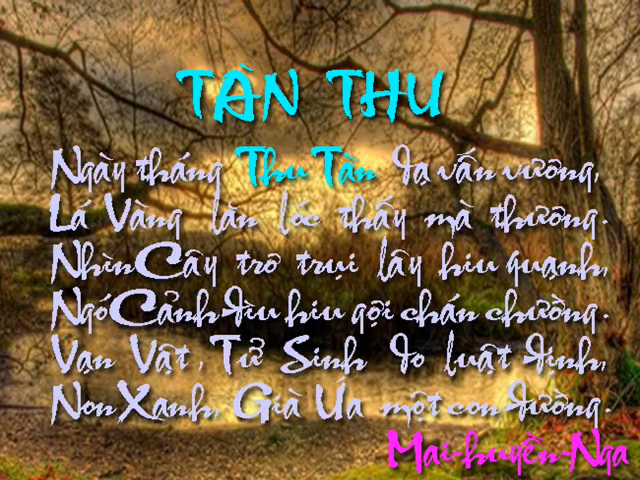 TÀN THU
Ngày tháng Thu Tàn dạ vấn vương,
Lá Vàng lăn lóc thấy mà thương.
Nhìn Cây trơ trụi lây hiu quạnh,
Ngó Cảnh đìu hiu gợi chán chường.
Vạn Vật, Tử Sinh do luật định,
Non Xanh, Già Úa một con đường.
Mai-huyền-Nga